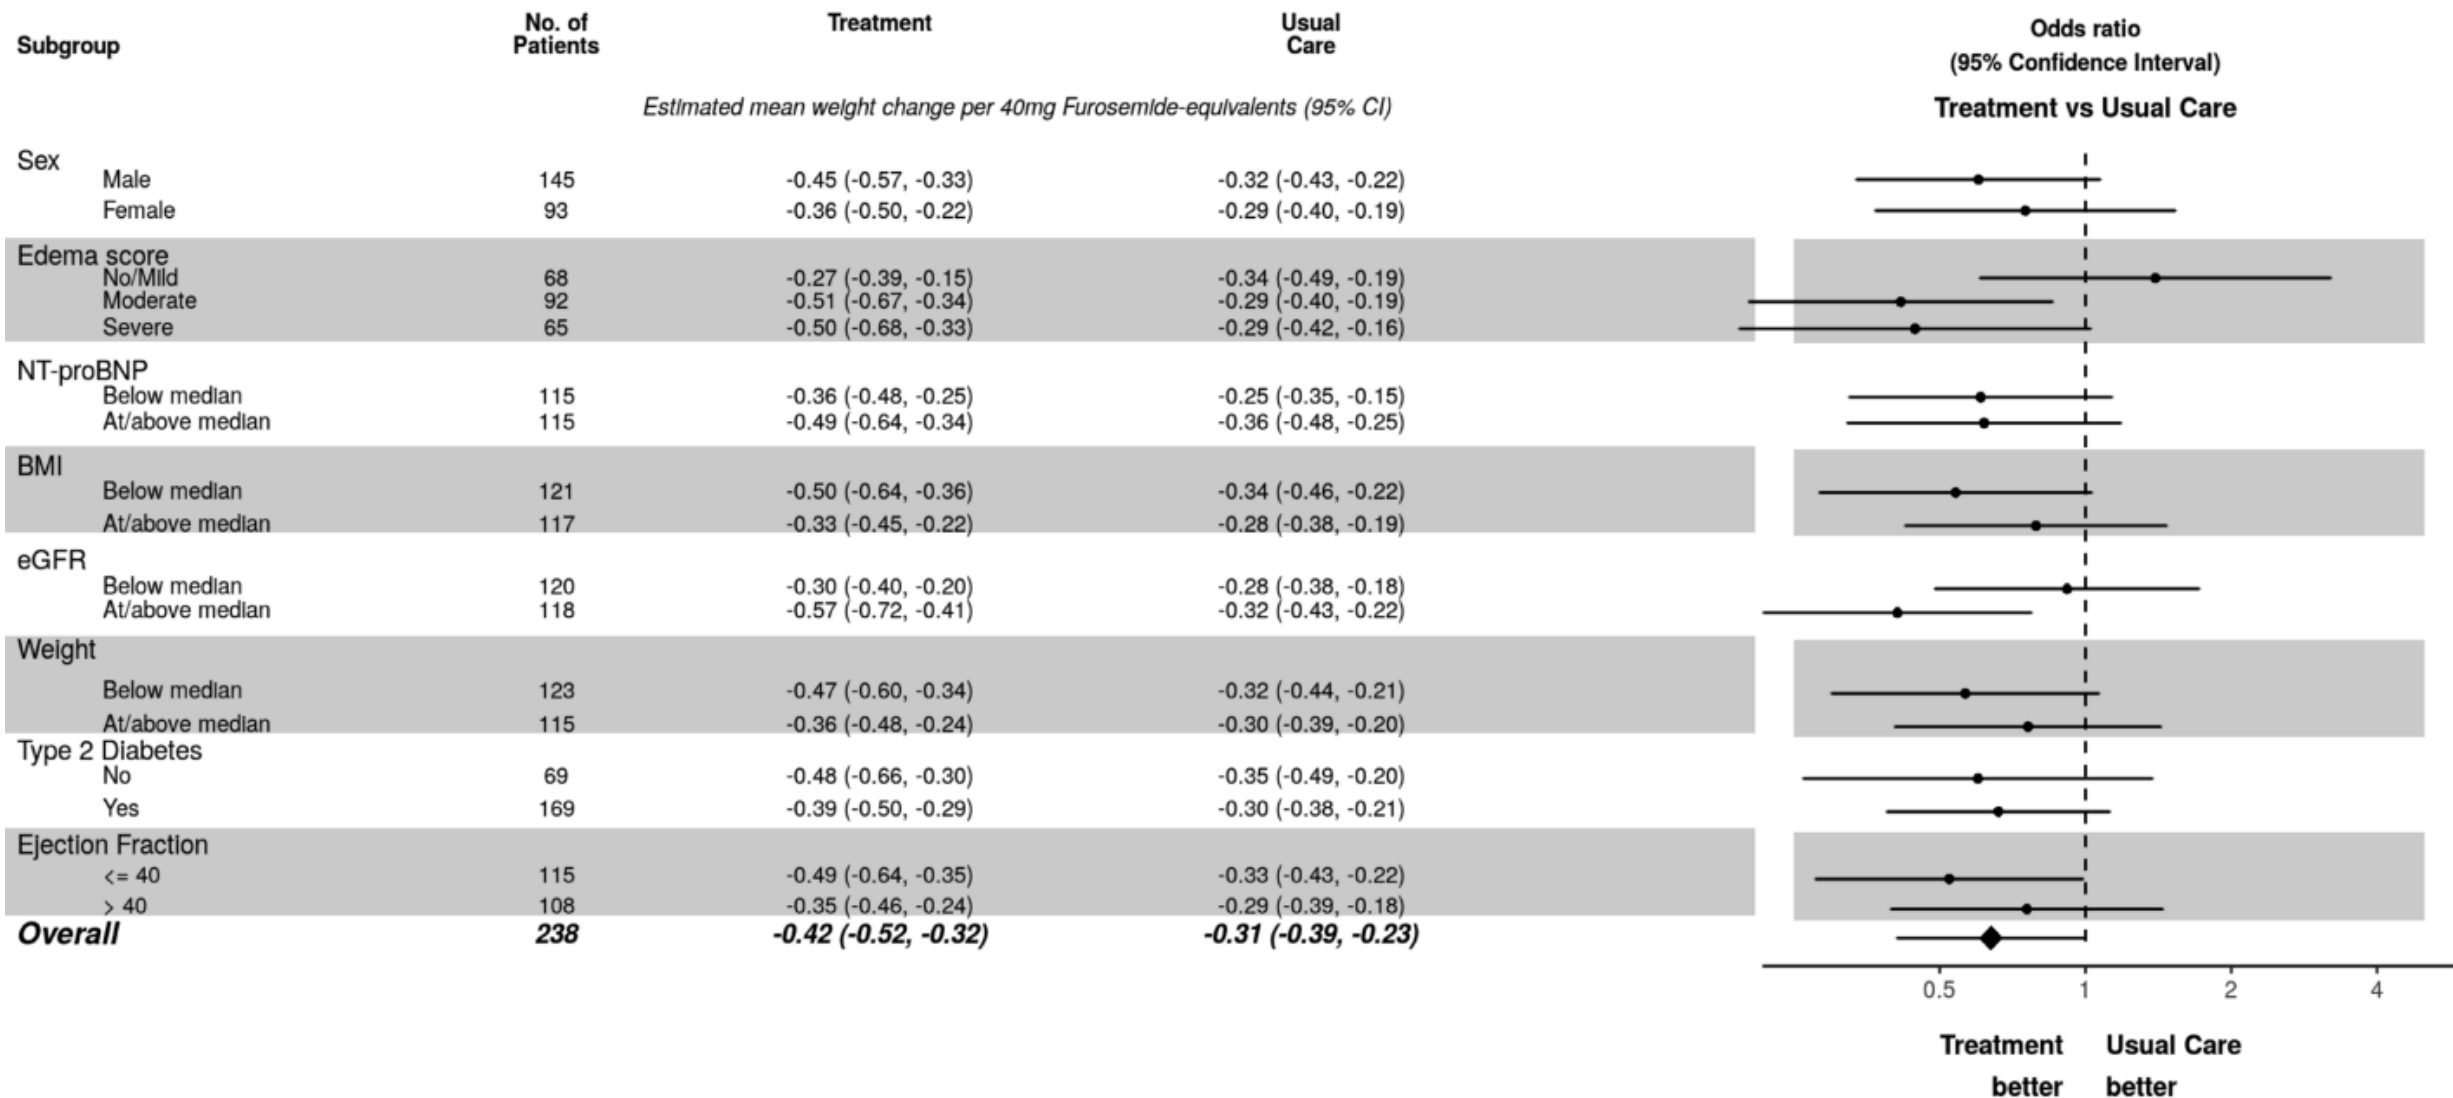 Subgroup No. of Patients Treatment Usual Care Odds ratio
(95% Confidence Interval)
Estimated mean weight change per 40mg Furosemide-equivalents (95% CI) Treatment vs Usual Care
Sex
Male 145 -0.45 (-0.57, -0.33) -0.32 (-0.43, -0.22)
Female 93 -0.36 (-0.50, -0.22) -0.29 (-0.40, -0.19)
Edema score
No/Mild 68 -0.27 (-0.39, -0.15) -0.34 (-0.49, -0.19)
Moderate 92 -0.51 (-0.67, -0.34) -0.29 (-0.40, -0.19)
Severe 65 -0.50 (-0.68, -0.33) -0.29 (-0.42, -0.16)
NT-proBNP
Below median 115 -0.36 (-0.48, -0.25) -0.25 (-0.35, -0.15)
At/above median 115 -0.49 (-0.64, -0.34) -0.36 (-0.48, -0.25)
BMI
Below median 121 -0.50 (-0.64, -0.36) -0.34 (-0.46, -0.22)
At/above median 117 -0.33 (-0.45, -0.22) -0.28 (-0.38, -0.19)
eGFR
Below median 120 -0.30 (-0.40, -0.20) -0.28 (-0.38, -0.18)
At/above median 118 -0.57 (-0.72, -0.41) -0.32 (-0.43, -0.22)
Weight
Below median 123 -0.47 (-0.60, -0.34) -0.32 (-0.44, -0.21)
At/above median 115 -0.36 (-0.48, -0.24) -0.30 (-0.39, -0.20)
Type 2 Diabetes
No 69 -0.48 (-0.66, -0.30) -0.35 (-0.49, -0.20)
Yes 169 -0.39 (-0.50, -0.29) -0.30 (-0.38, -0.21)
Ejection Fraction
<= 40 115 -0.49 (-0.64, -0.35) -0.33 (-0.43, -0.22)
> 40 108 -0.35 (-0.46, -0.24) -0.29 (-0.39, -0.18)
Overall 238 -0.42 (-0.52, -0.32) -0.31 (-0.39, -0.23)
0.5 1 2 4
Treatment Usual Care
better better